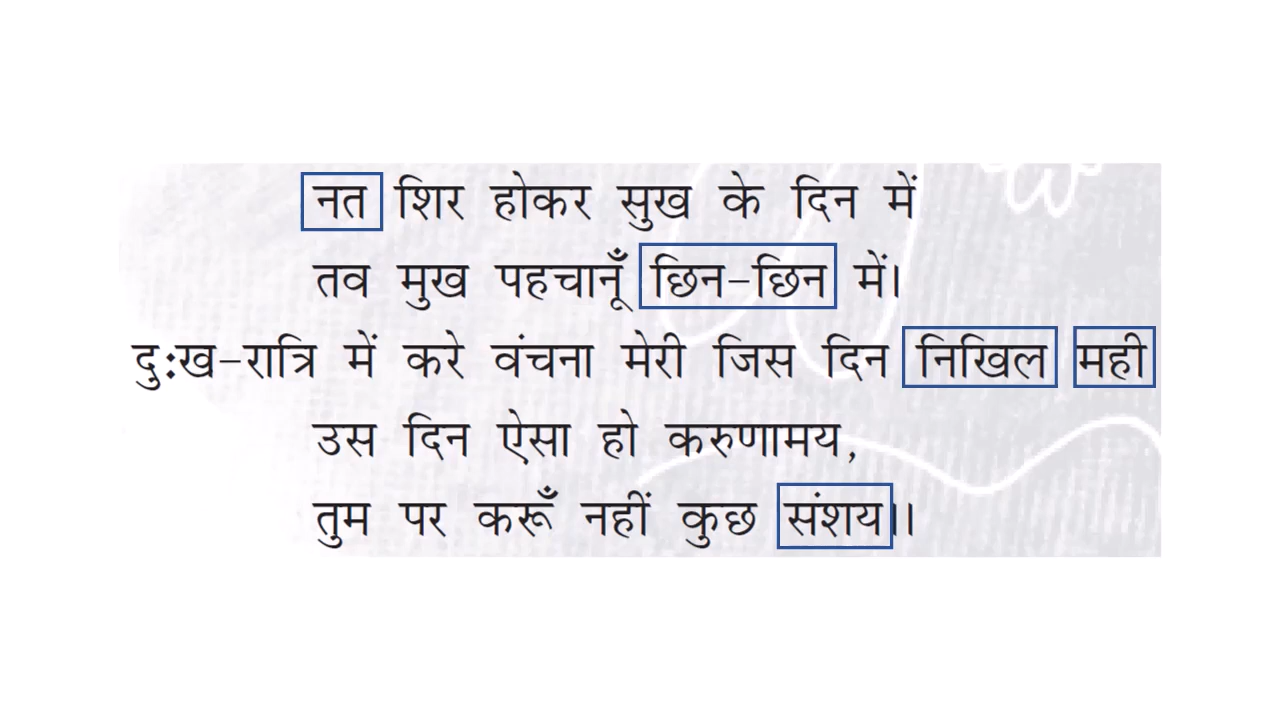 नत शिर होकर सुख के दिन में
तव मुख पहचानूँ छिन-छिन में।
दुःख-रात्रि में करे वंचना मेरी जिस दिन निखिल मही
उस दिन ऐसा हो करुणामय,
तुम पर करूँ नहीं कुछ संशय।।